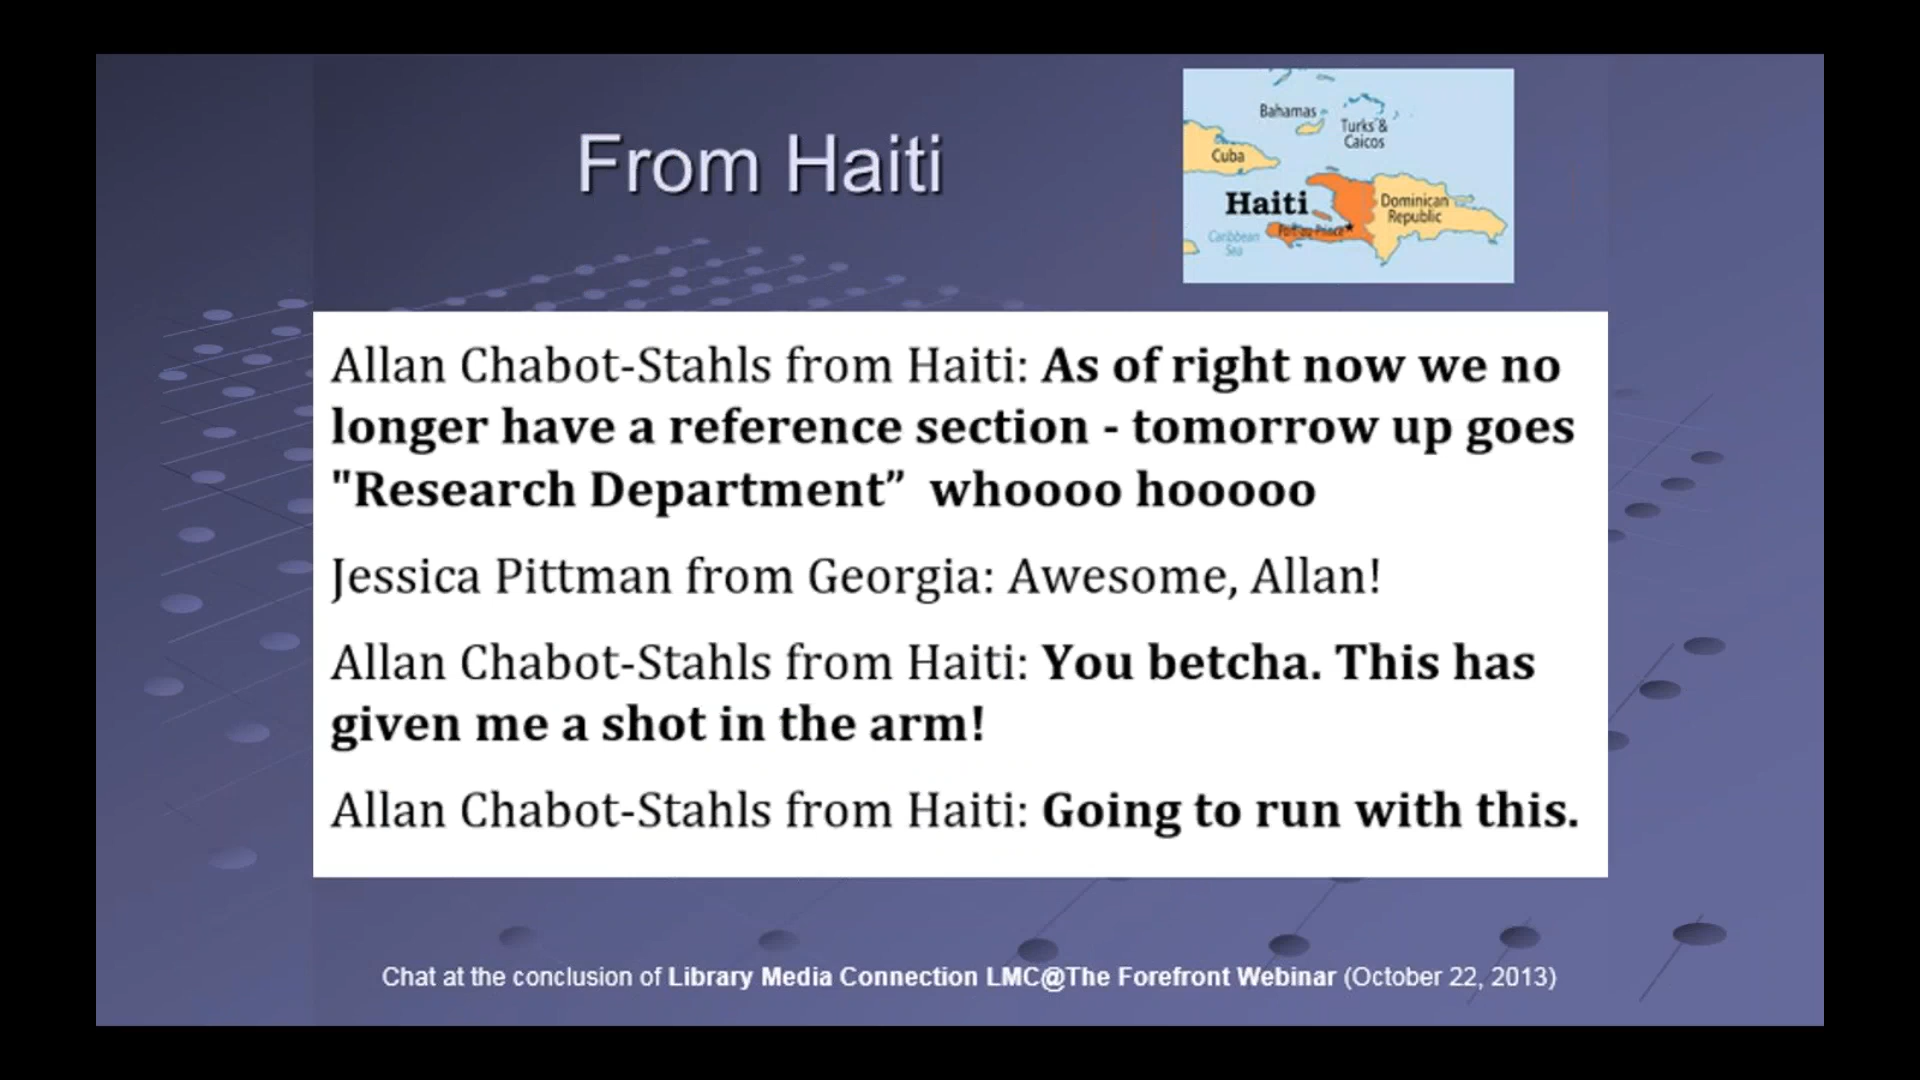 From Haiti
Bahamas
Turks &
Caicos
Cuba
Haiti
Dominican
Republic
Port-au-Prince
Caribbean
Sea
Allan Chabot-Stahls from Haiti: As of right now we no
longer have a reference section - tomorrow up goes
"Research Department”  whoooo hooooo
Jessica Pittman from Georgia: Awesome, Allan!
Allan Chabot-Stahls from Haiti: You betcha. This has
given me a shot in the arm!
Allan Chabot-Stahls from Haiti: Going to run with this.
Chat at the conclusion of Library Media Connection LMC@The Forefront Webinar (October 22, 2013)